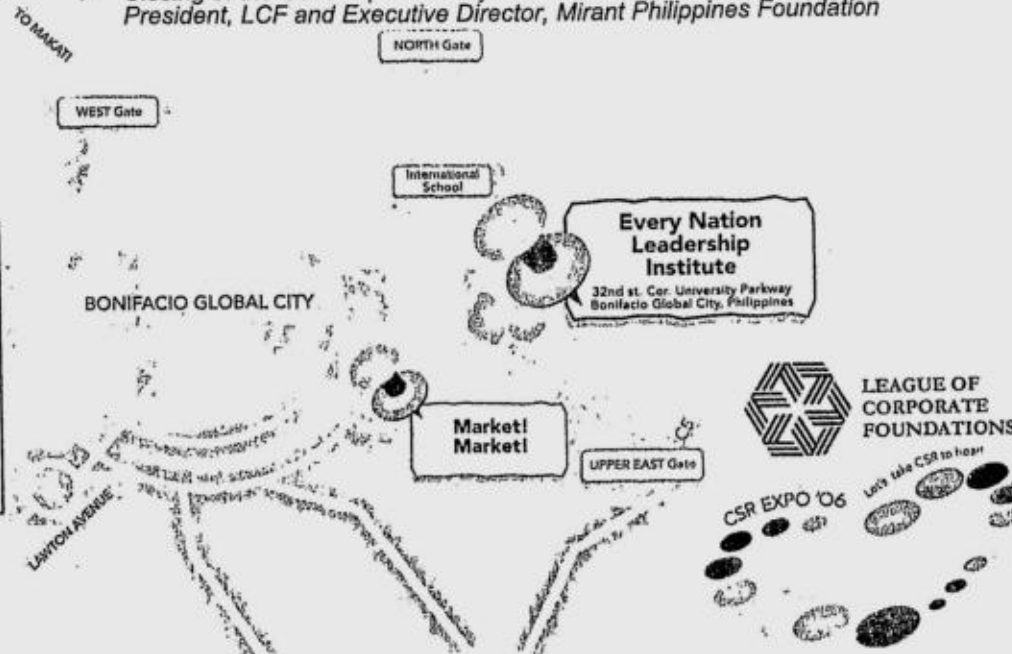 President, LCF and Executive Director, Mirant Philippines Foundation
TO MAKATI
NORTH Gate
WEST Gate
International
School
Every Nation
Leadership
Institute
32nd st. Cor. University Parkway
Bonifacio Global City, Philippines
BONIFACIO GLOBAL CITY
Market!
Market!
UPPER EAST Gate
LAWTON AVENUE
LEAGUE OF
CORPORATE
FOUNDATIONS
Let's take CSR to heart
CSR EXPO '06